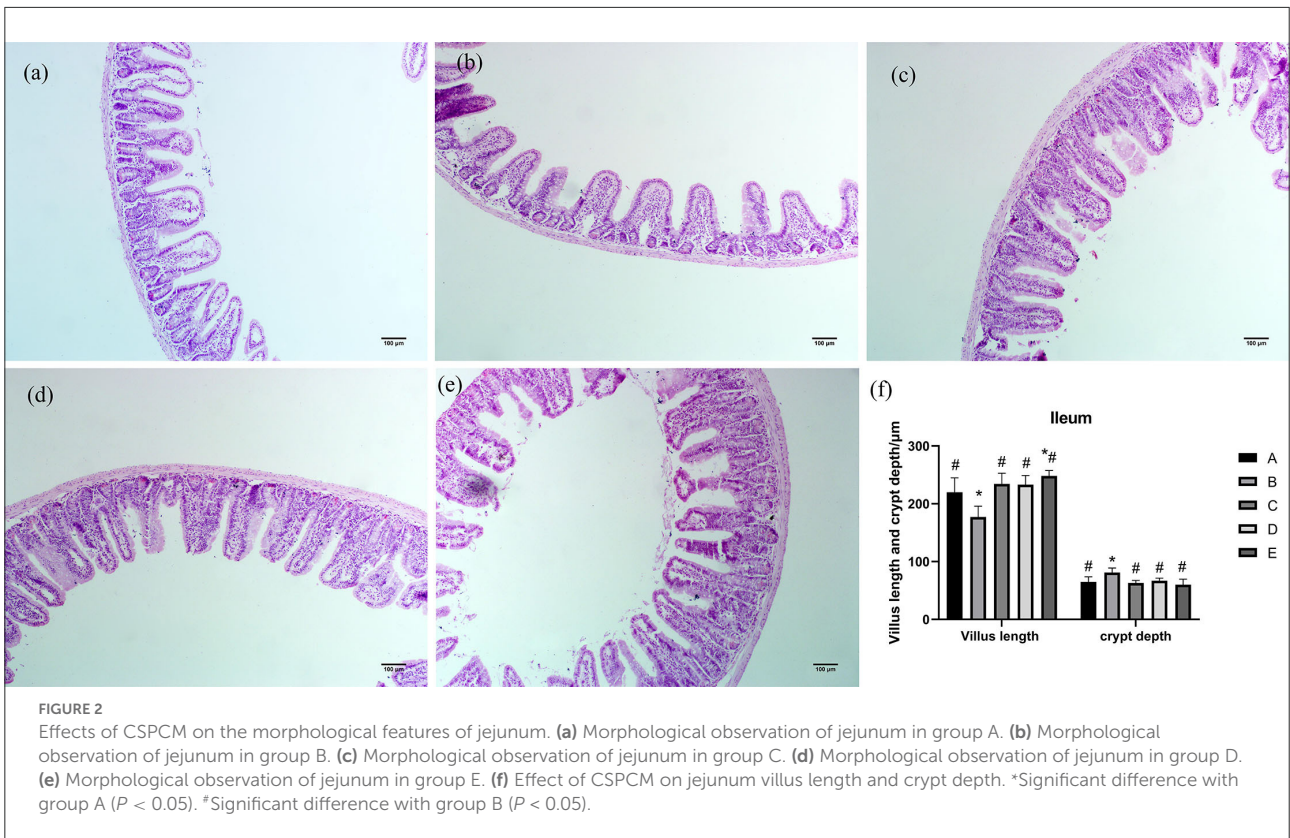 (a)
(b)
(c)
100 µm
100 µm
100 µm
(d)
(e)
(f)
100 µm
100 µm
Ileum
Villus length and crypt depth/µm
300
200
100
0
#
*
#
#
*#
#
*
#
#
#
Villus length
crypt depth
A
B
C
D
E
FIGURE 2
Effects of CSPCM on the morphological features of jejunum. (a) Morphological observation of jejunum in group A. (b) Morphological
observation of jejunum in group B. (c) Morphological observation of jejunum in group C. (d) Morphological observation of jejunum in group D.
(e) Morphological observation of jejunum in group E. (f) Effect of CSPCM on jejunum villus length and crypt depth. *Significant difference with
group A (P < 0.05). #Significant difference with group B (P < 0.05).